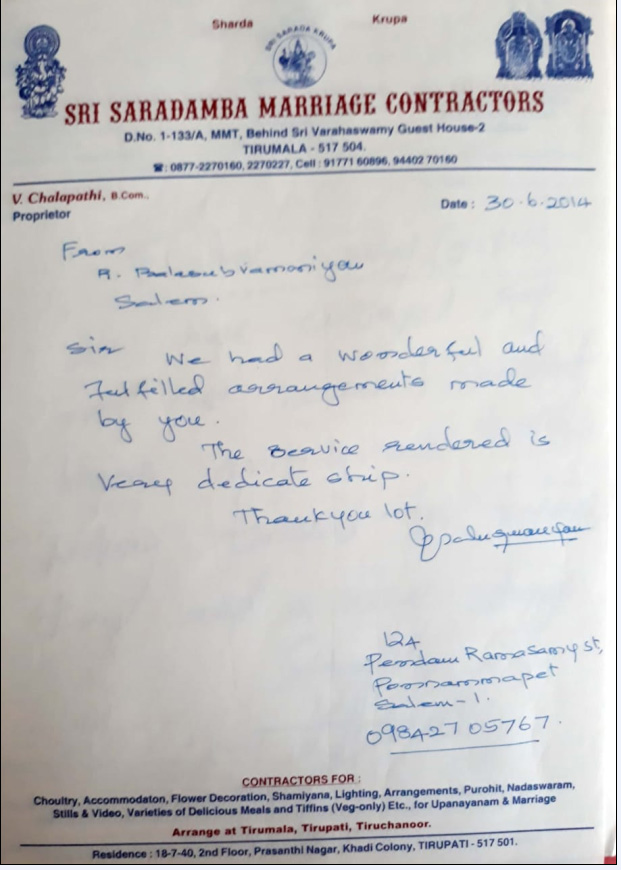 Sharda Krupa
SRI SARADA KRUPA
SRI SARADAMBA MARRIAGE CONTRACTORS
D.No. 1-133/A, MMT, Behind Sri Varahaswamy Guest House-2
TIRUMALA - 517 504.
☎: 0877-2270160, 2270227, Cell : 91771 60896, 94402 70160
V. Chalapathi, B.Com.,
Proprietor
Date : 30-6-2014
From
R. Balasubramaniyan
Salem.
Sir We had a wonderful and
fulfilled arrangements made
by you.
The service rendered is
very dedicate ship.
Thankyou lot.
124
Ramasamy st,
Ponnammapet
Salem-1.
09842705767.
CONTRACTORS FOR :
Choultry, Accommodaton, Flower Decoration, Shamiyana, Lighting, Arrangements, Purohit, Nadaswaram,
Stills & Video, Varieties of Delicious Meals and Tiffins (Veg-only) Etc., for Upanayanam & Marriage
Arrange at Tirumala, Tirupati, Tiruchanoor.
Residence : 18-7-40, 2nd Floor, Prasanthi Nagar, Khadi Colony, TIRUPATI - 517 501.